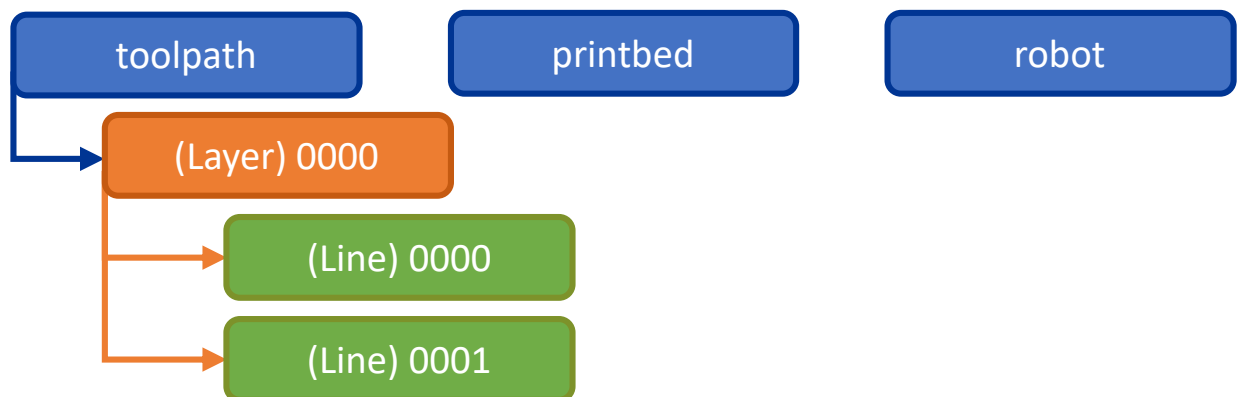 toolpath
printbed
robot
(Layer) 0000
(Line) 0000
(Line) 0001